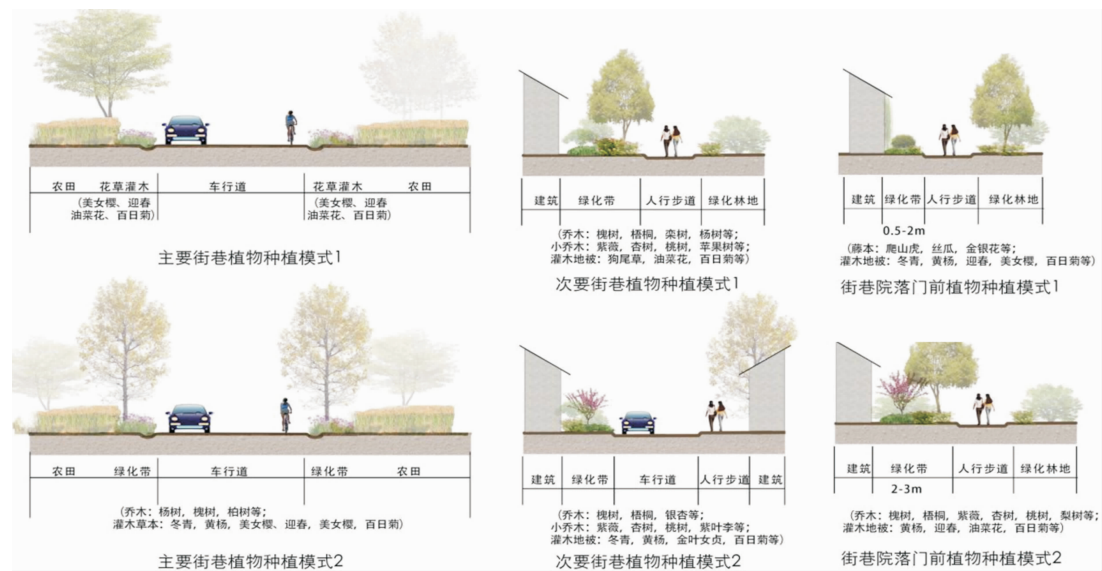 农田 花草灌木 车行道 花草灌木 农田
(美女樱、迎春 (美女樱、迎春
油菜花、百日菊) 油菜花、百日菊)
主要街巷植物种植模式1
建筑 绿化带 人行步道 绿化林地
(乔木：槐树，梧桐，栾树，杨树等；
小乔木：紫薇，杏树，桃树，苹果树等；
灌木地被：狗尾草，油菜花，百日菊等)
次要街巷植物种植模式1
建筑 绿化带 人行步道 绿化林地
0.5-2m
(藤本：爬山虎，丝瓜，金银花等；
灌木地被：冬青，黄杨，迎春，美女樱，百日菊等)
街巷院落门前植物种植模式1
农田 绿化带 车行道 绿化带 农田
(乔木：杨树，槐树，柏树等；
灌木草本：冬青，黄杨，美女樱、迎春，美女樱，百日菊)
主要街巷植物种植模式2
建筑 绿化带 车行道 人行步道 建筑
(乔木：槐树，梧桐，银杏等；
小乔木：紫薇，杏树，桃树，紫叶李等；
灌木地被：冬青，黄杨，金叶女贞，百日菊等)
次要街巷植物种植模式2
建筑 绿化带 人行步道 绿化林地
2-3m
(乔木：槐树，梧桐，紫薇，杏树，桃树，梨树等；
灌木地被：黄杨，迎春，油菜花，百日菊等)
街巷院落门前植物种植模式2